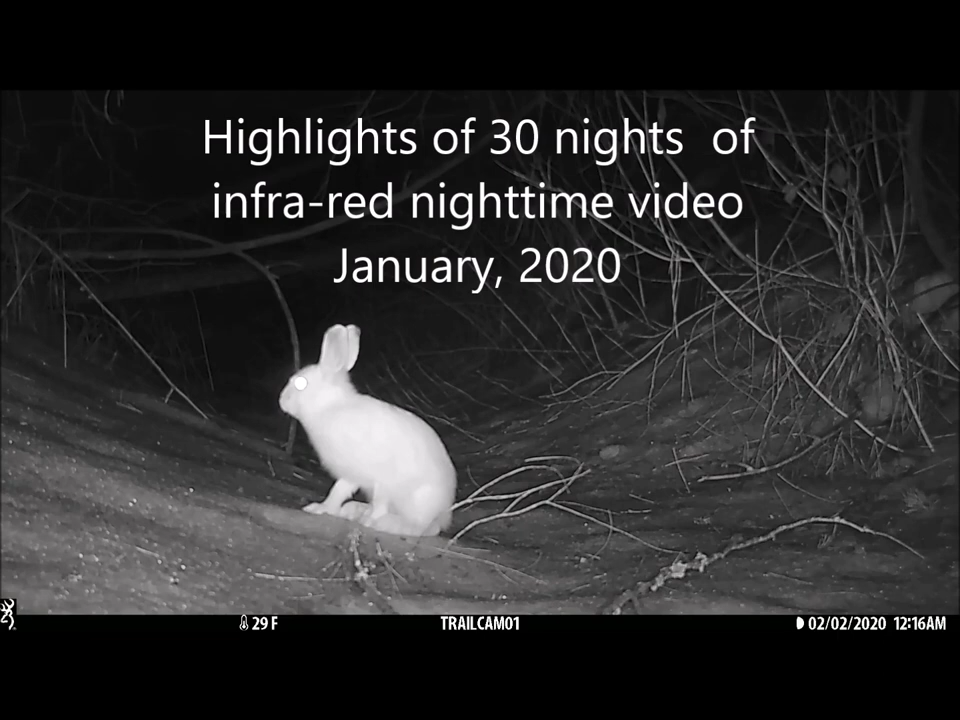 Highlights of 30 nights  of
infra-red nighttime video
January, 2020
29 F TRAILCAM01 02/02/2020 12:16AM